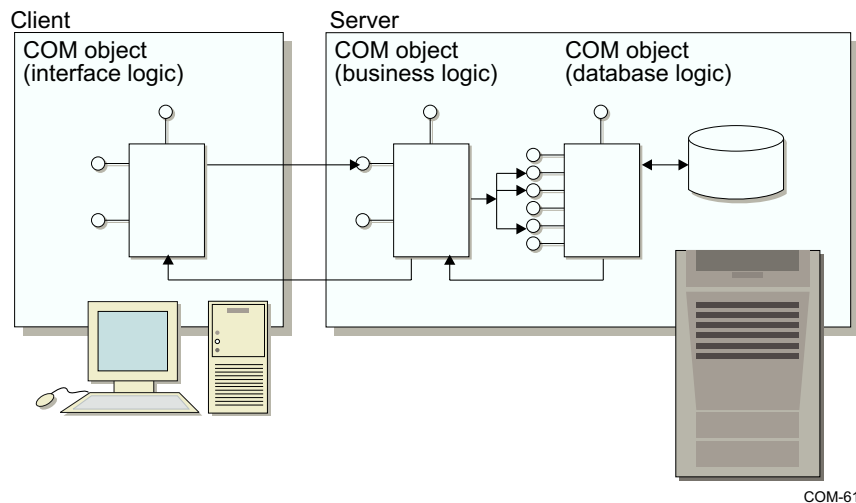 Client
Server
COM object
(interface logic)
COM object
(business logic)
COM object
(database logic)
COM-61